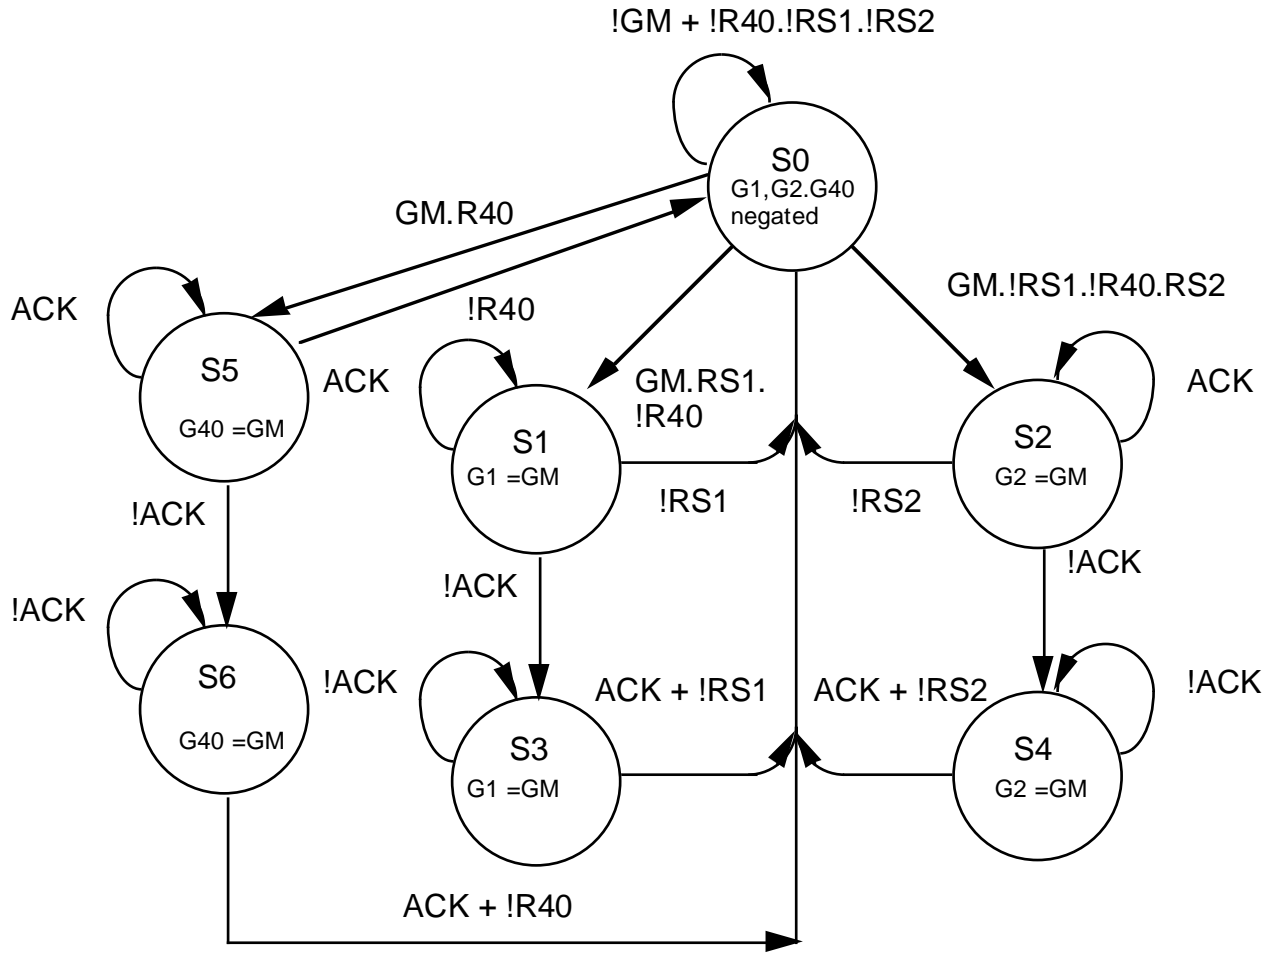 !GM + !R40.!RS1.!RS2
S0
G1,G2.G40
negated
GM.R40
GM.!RS1.!R40.RS2
ACK
!R40
S5
ACK
GM.RS1.
!R40
ACK
G40 =GM
S1
G1 =GM
S2
G2 =GM
!RS1
!RS2
!ACK
!ACK
!ACK
!ACK
S6
!ACK
ACK + !RS1
ACK + !RS2
!ACK
G40 =GM
S3
G1 =GM
S4
G2 =GM
ACK + !R40